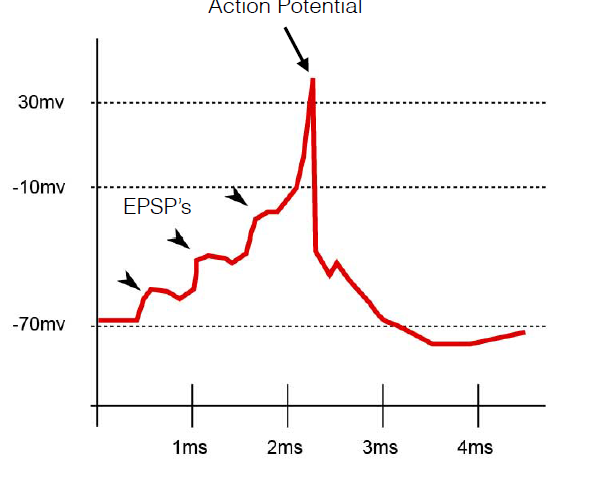 Action Potential
30mv
-10mv
EPSP's
-70mv
1ms 2ms 3ms 4ms